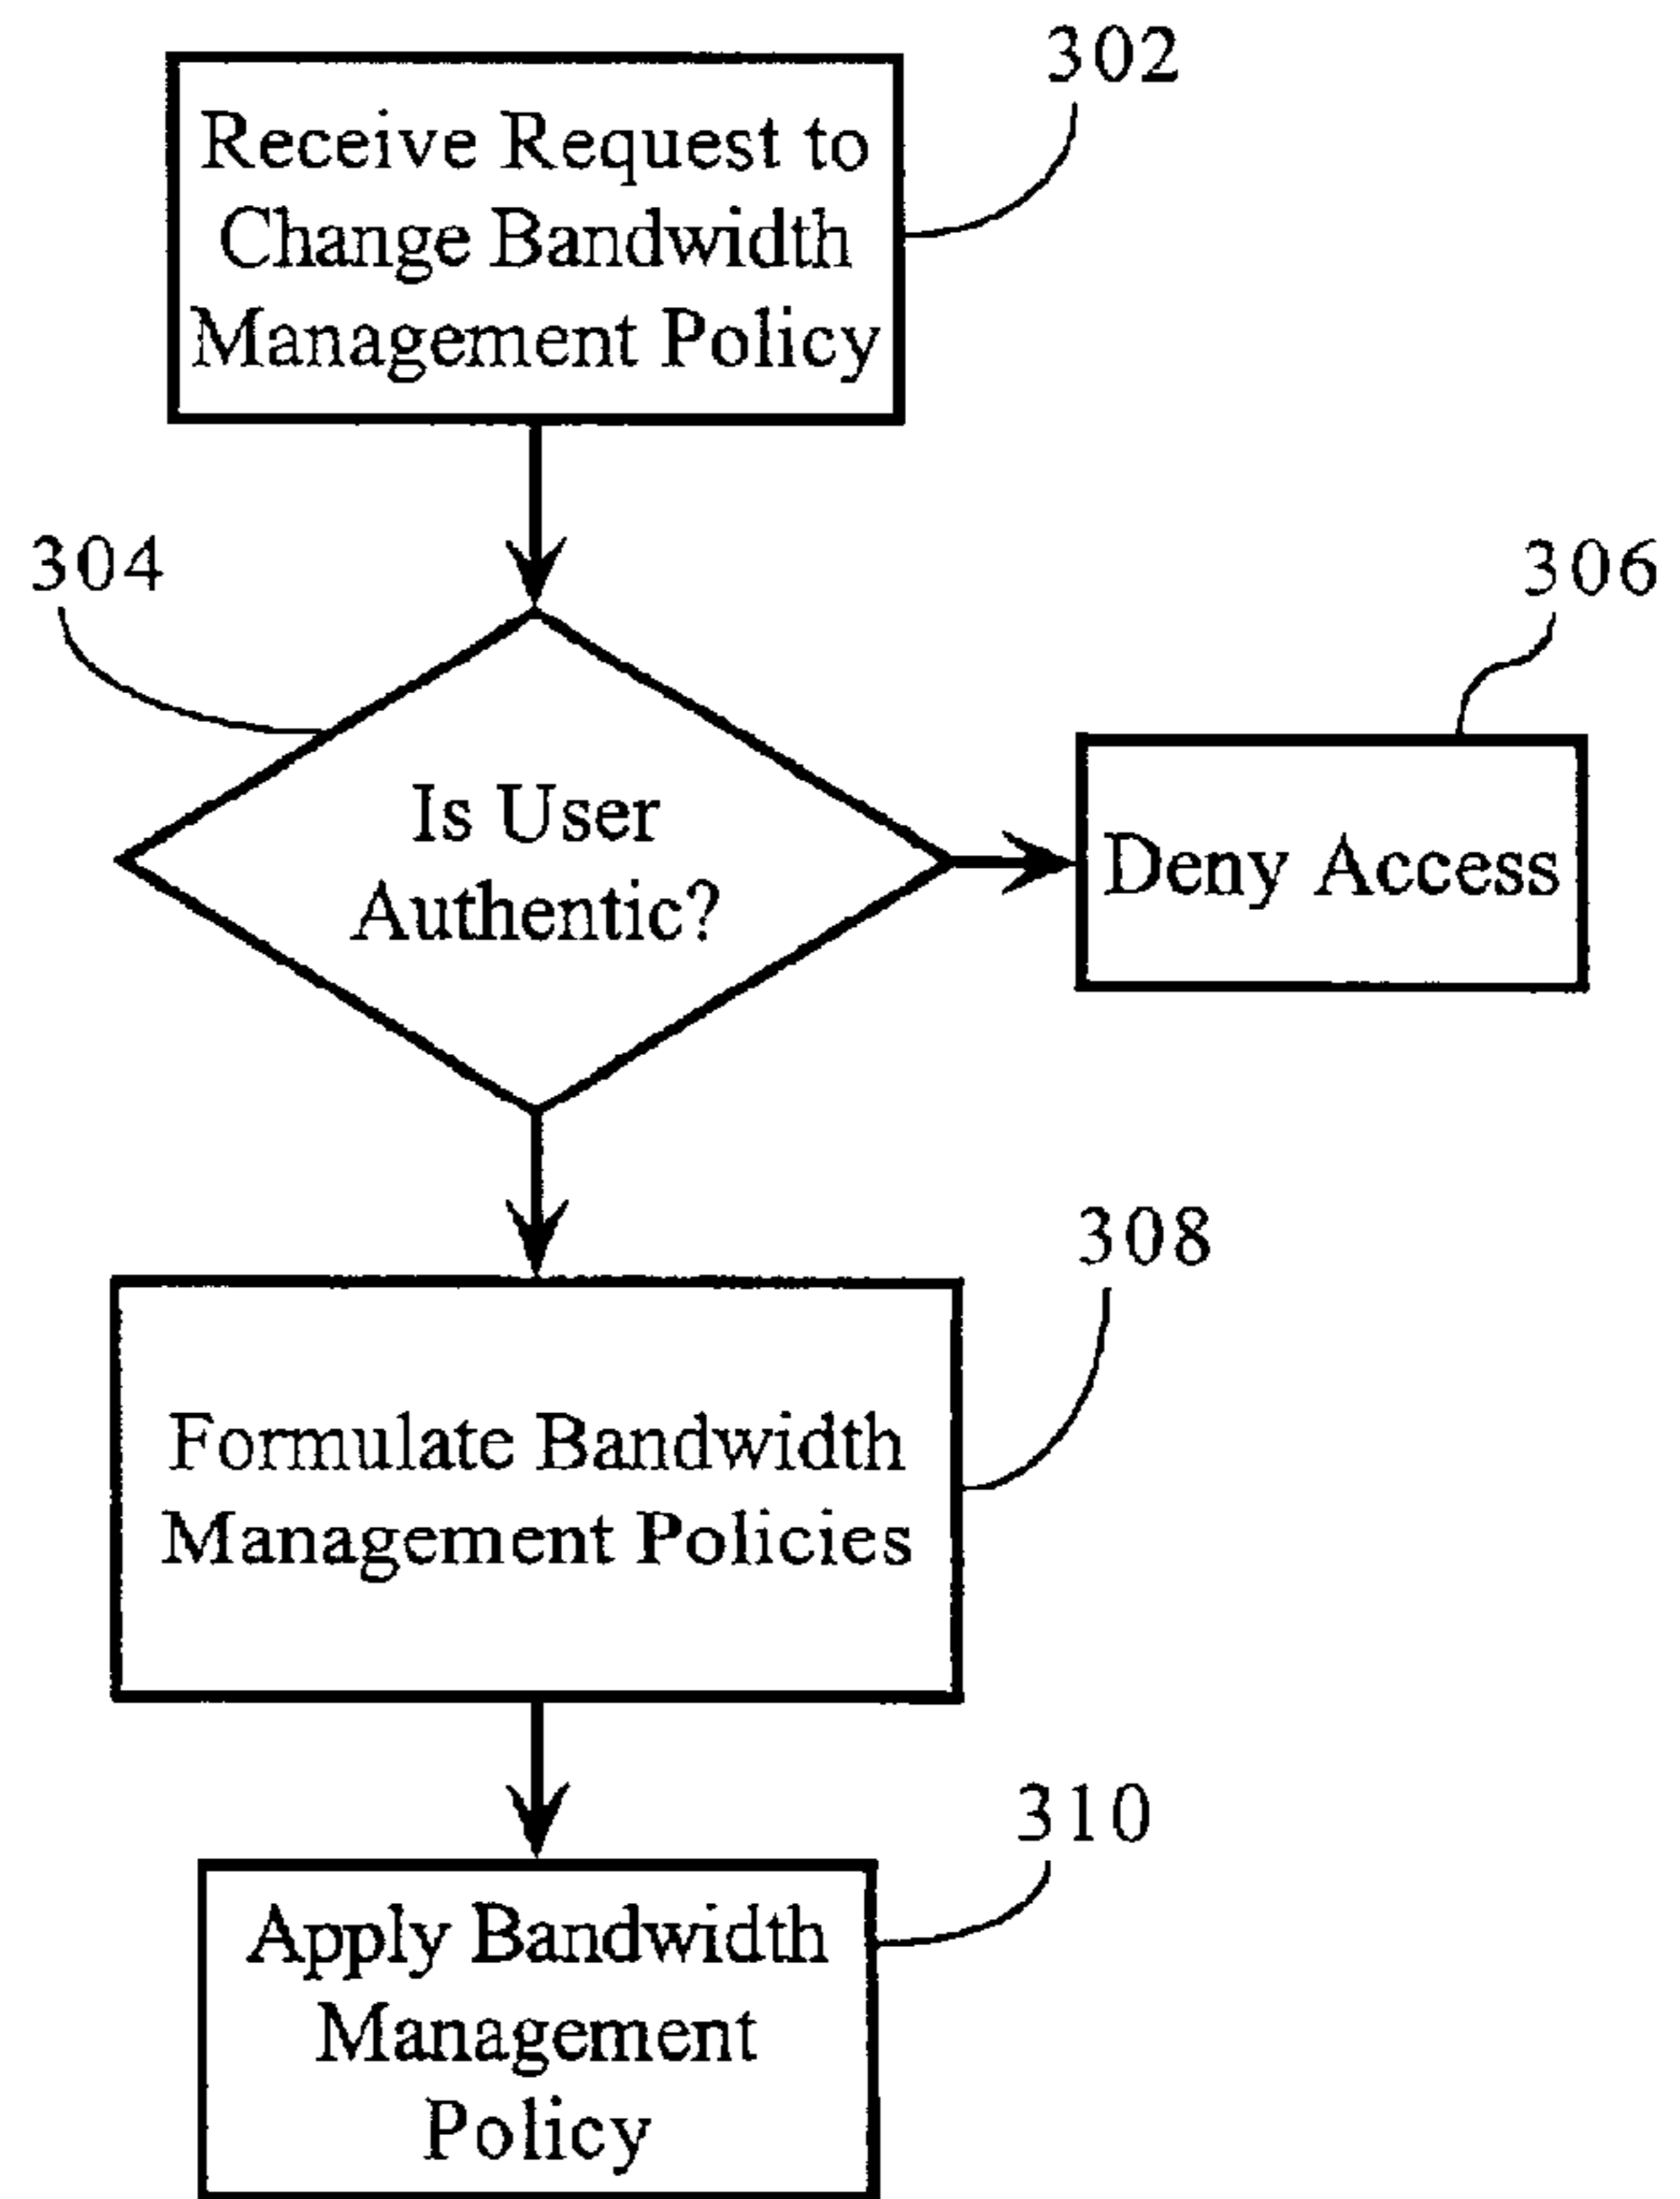 302
Receive Request to
Change Bandwidth
Management Policy
304
306
Is User
Authentic?
Deny Access
308
Formulate Bandwidth
Management Policies
310
Apply Bandwidth
Management
Policy